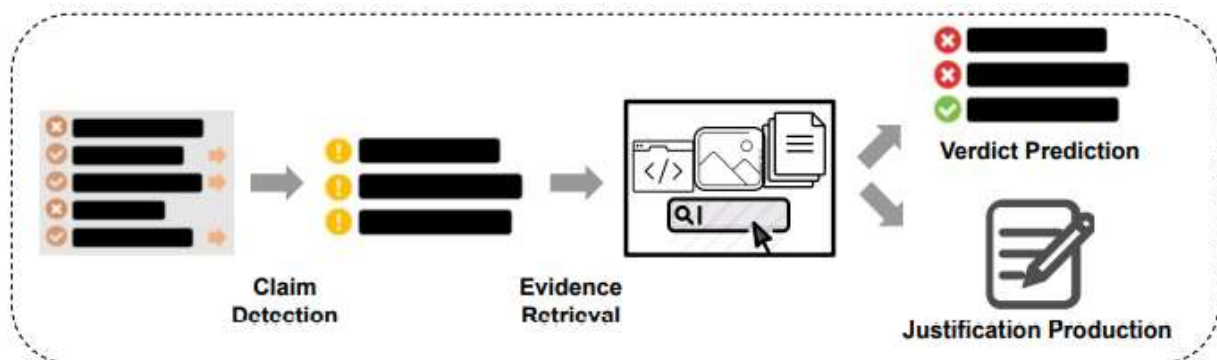 Verdict Prediction
Claim
Detection
Evidence
Retrieval
Justification Production